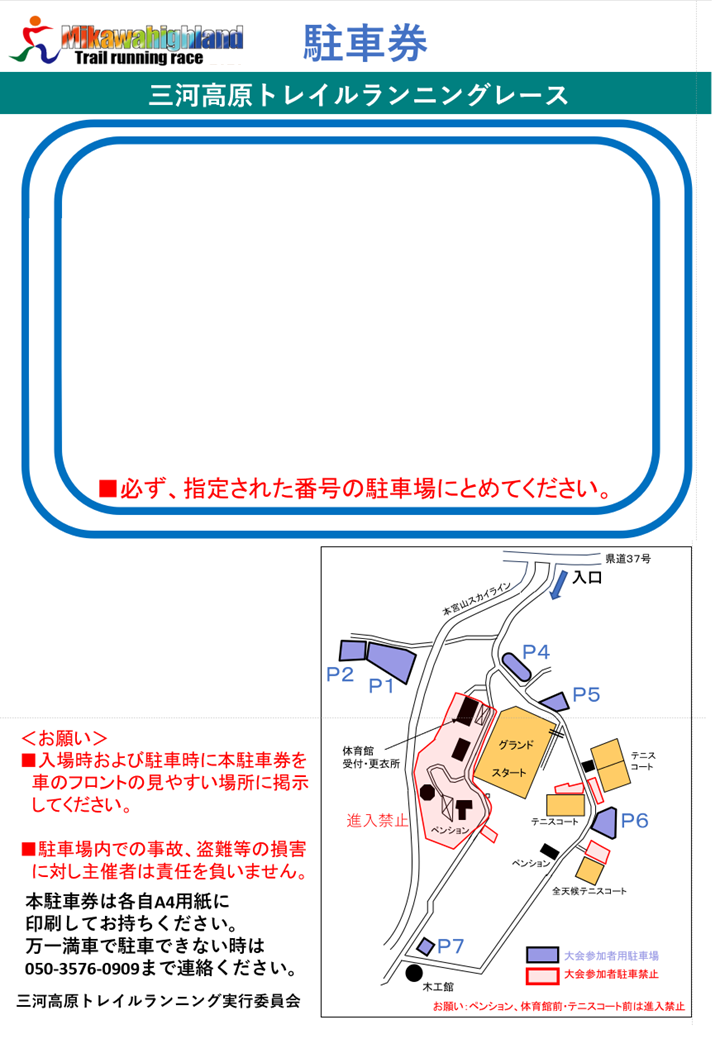 Mikawahighland
Trail running race
駐車券
三河高原トレイルランニングレース
■必ず、指定された番号の駐車場にとめてください。
県道37号
入口
本宮山スカイライン
P4
P2
P1
P5
体育館
受付・更衣所
グランド
スタート
テニス
コート
進入禁止
ペンション
テニスコート
P6
ペンション
全天候テニスコート
P7
木工館
大会参加者用駐車場
大会参加者駐車禁止
お願い:ペンション、体育館前・テニスコート前は進入禁止
＜お願い＞
■入場時および駐車時に本駐車券を
車のフロントの見やすい場所に掲示
してください。
■駐車場内での事故、盗難等の損害
に対し主催者は責任を負いません。
本駐車券は各自A4用紙に
印刷してお持ちください。
万一満車で駐車できない時は
050-3576-0909まで連絡ください。
三河高原トレイルランニング実行委員会